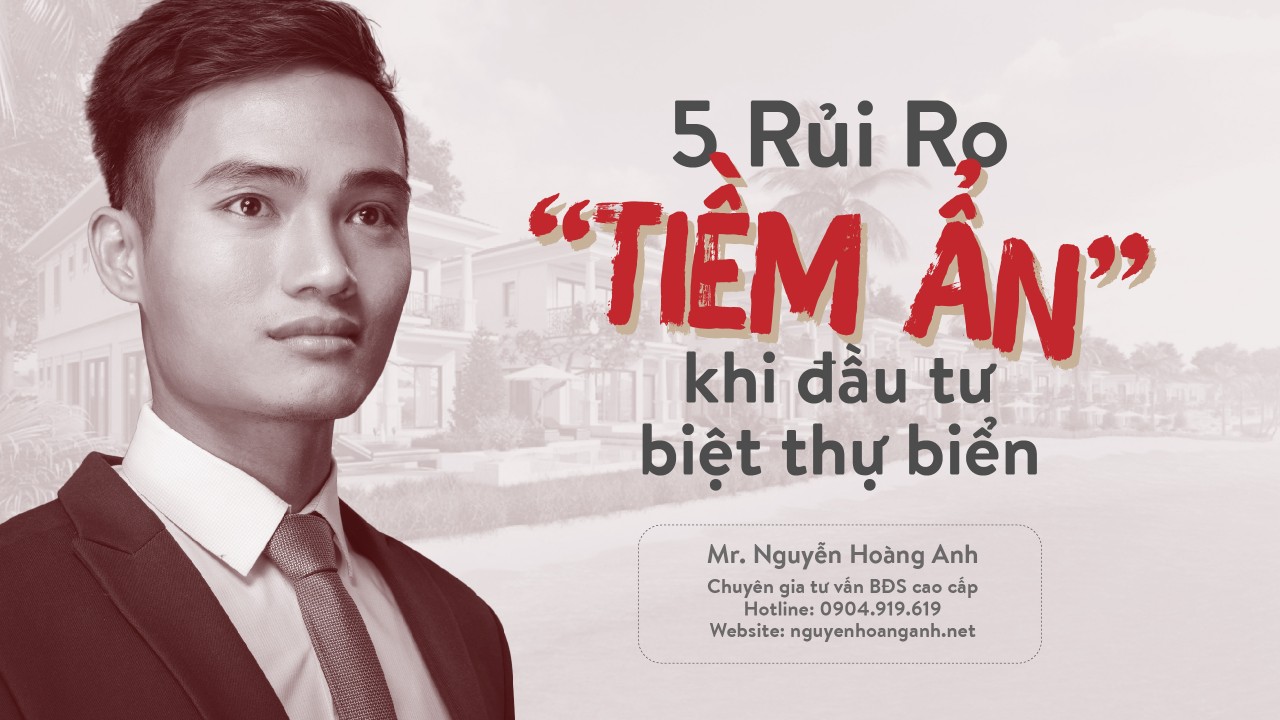 5 Rủi Ro
“TIỀM ẨN”
khi đầu tư
biệt thự biển
Mr. Nguyễn Hoàng Anh
Chuyên gia tư vấn BĐS cao cấp
Hotline: 0904.919.619
Website: nguyenhoanganh.net